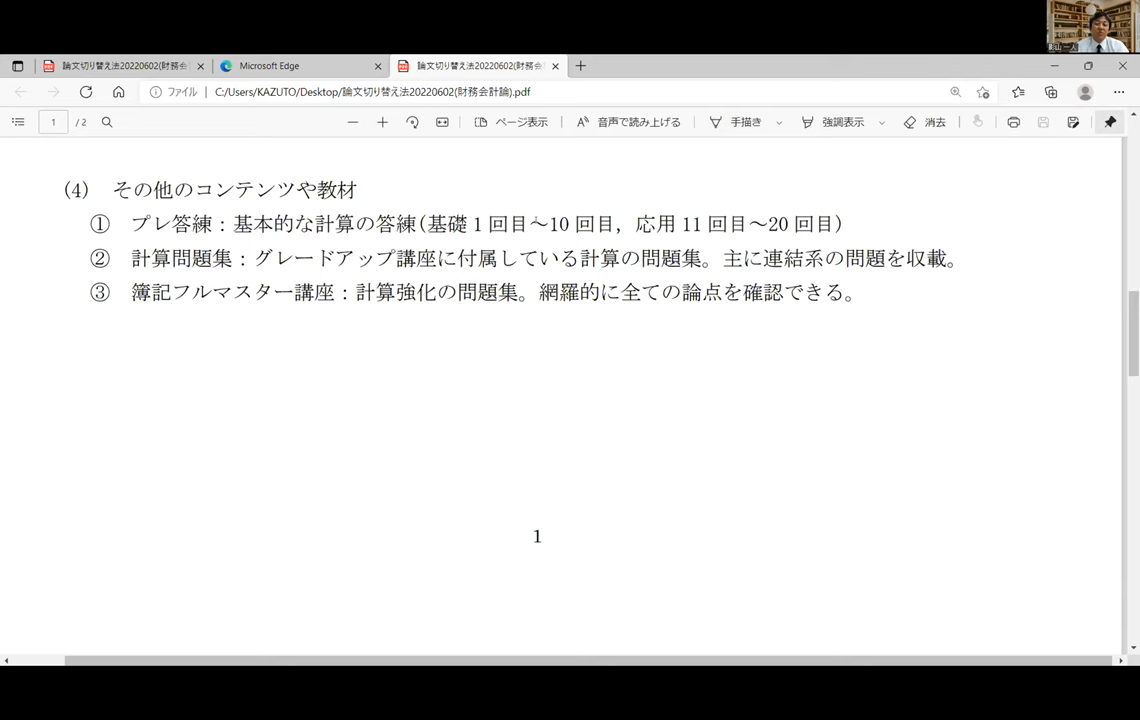 影山 一人
論文切り替え法20220602(財務会
Microsoft Edge
論文切り替え法20220602(財務会
ファイル
C:/Users/KAZUTO/Desktop/論文切り替え法20220602(財務会計論).pdf
1 / 2
ページ表示
音声で読み上げる
手描き
強調表示
消去
(4) その他のコンテンツや教材
① プレ答練：基本的な計算の答練(基礎 1 回目～10 回目，応用 11 回目～20 回目)
② 計算問題集：グレードアップ講座に付属している計算の問題集。主に連結系の問題を収載。
③ 簿記フルマスター講座：計算強化の問題集。網羅的に全ての論点を確認できる。
1